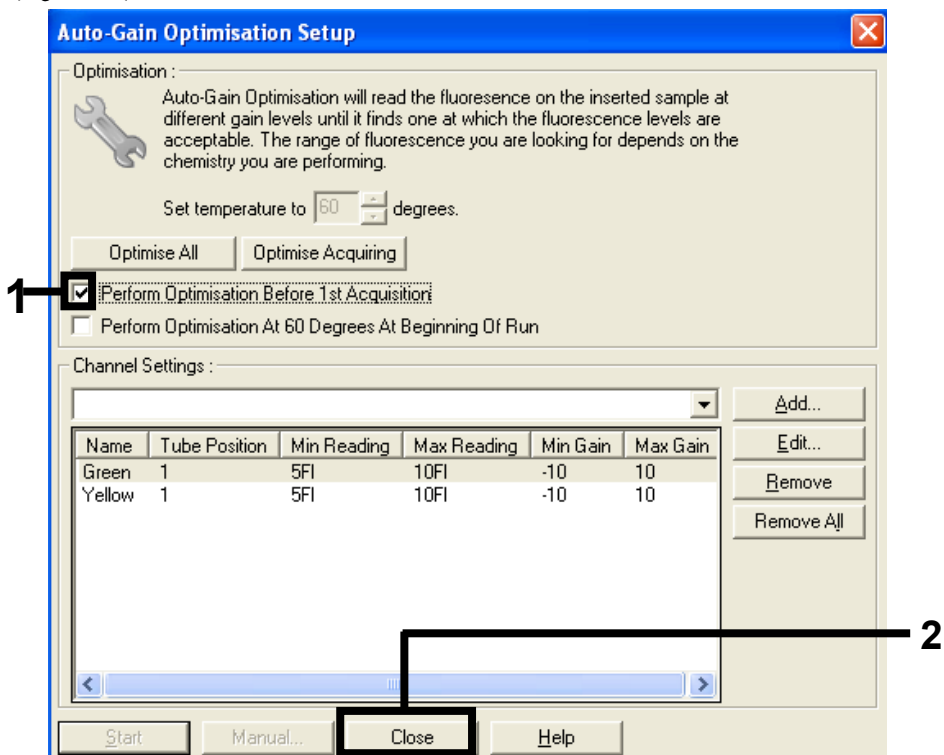 Auto-Gain Optimisation Setup
Optimisation :
Auto-Gain Optimisation will read the fluoresence on the inserted sample at
different gain levels until it finds one at which the fluorescence levels are
acceptable. The range of fluorescence you are looking for depends on the
chemistry you are performing.
Set temperature to 60 degrees.
Optimise All Optimise Acquiring
1 Perform Optimisation Before 1st Acquisition
Perform Optimisation At 60 Degrees At Beginning Of Run
Channel Settings :
Add...
Name Tube Position Min Reading Max Reading Min Gain Max Gain Edit...
Green 1 5Fl 10Fl -10 10
Yellow 1 5Fl 10Fl -10 10
Remove
Remove All
2
Start Manual... Close Help